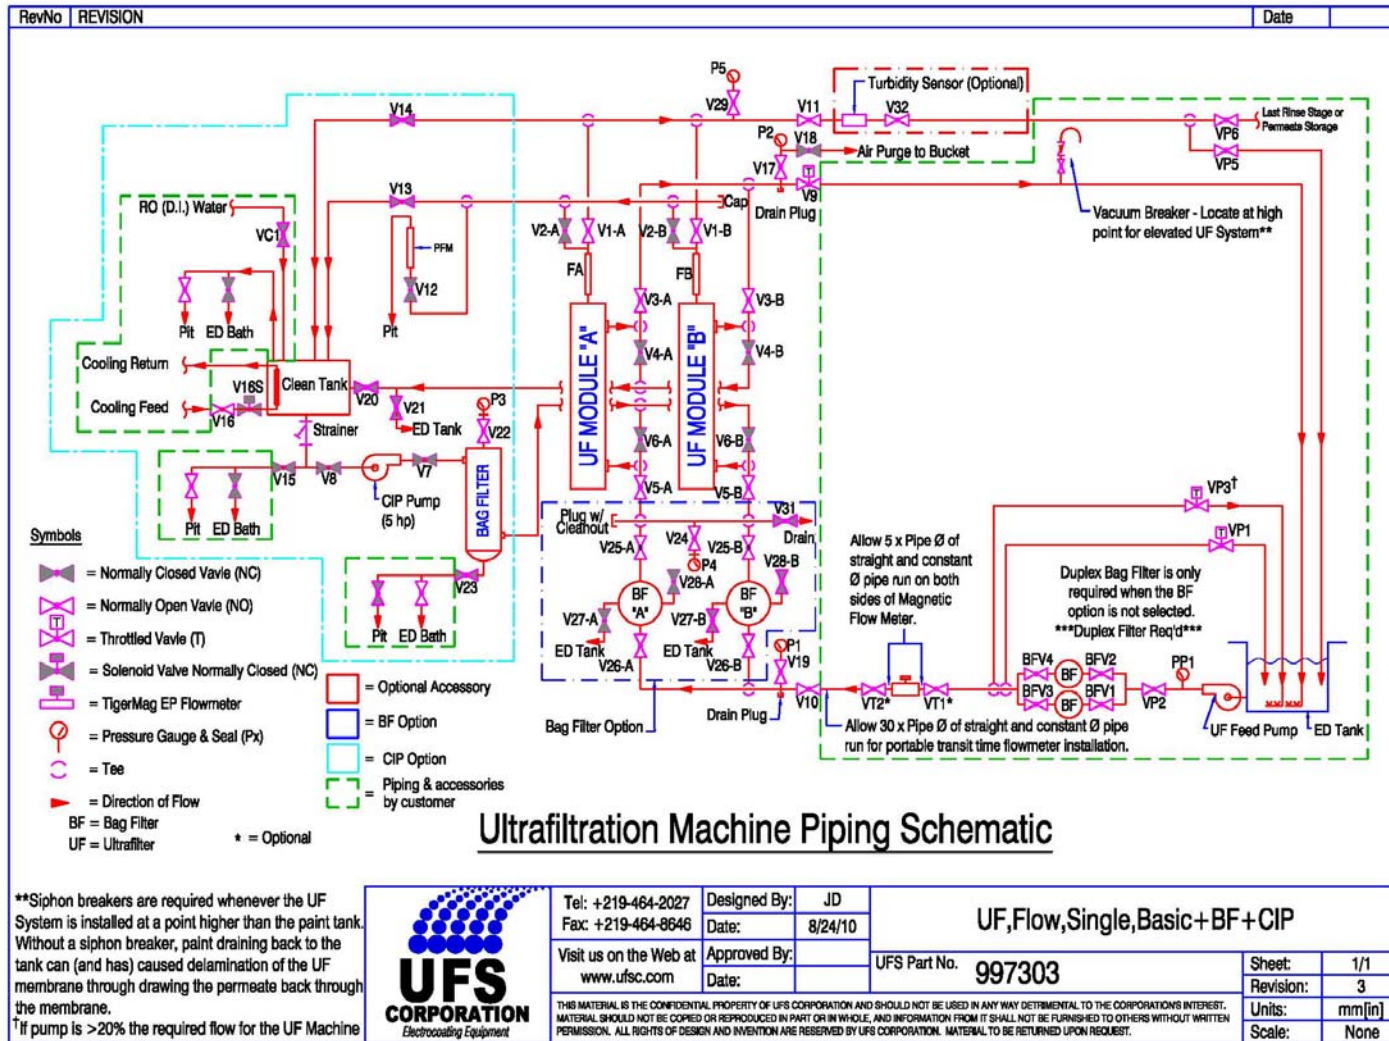 RevNo REVISION Date
P5
V29
V14
V11
Turbidity Sensor (Optional)
V32
Last Rinse Stage or
Permeate Storage
VP6
VP5
P2
V18
Air Purge to Bucket
V17
V9
Drain Plug
Cap
Vacuum Breaker - Locate at high
point for elevated UF System**
V13
RO (D.I.) Water
VC1
PFM
V12
Pit
V2-A
V1-A
V2-B
V1-B
FA
FB
V3-A
V3-B
V4-A
V4-B
UF MODULE "A"
UF MODULE "B"
Pit
ED Bath
Cooling Return
Cooling Feed
V16S
V16
Clean Tank
V20
V21
ED Tank
P3
V22
Strainer
V15
V8
V7
CIP Pump
(5 hp)
BAG FILTER
V6-A
V6-B
V5-A
V5-B
Pit
ED Bath
V23
Pit
ED Bath
Plug w/
Cleanout
V31
Drain
V24
P4
V25-A
V25-B
V28-A
V28-B
BF
"A"
BF
"B"
V27-A
V27-B
ED Tank
ED Tank
V26-A
V26-B
P1
V19
V10
Drain Plug
Bag Filter Option
Allow 5 x Pipe Ø of
straight and constant
Ø pipe run on both
sides of Magnetic
Flow Meter.
VT2*
VT1*
Allow 30 x Pipe Ø of straight and constant Ø pipe
run for portable transit time flowmeter installation.
VP3†
VP1
Duplex Bag Filter is only
required when the BF
option is not selected.
***Duplex Filter Req'd***
BFV4
BF
BFV2
BFV3
BF
BFV1
VP2
PP1
UF Feed Pump
ED Tank
Symbols
= Normally Closed Vavle (NC)
= Normally Open Vavle (NO)
T
= Throttled Vavle (T)
= Solenoid Valve Normally Closed (NC)
= TigerMag EP Flowmeter
= Pressure Gauge & Seal (Px)
= Tee
= Direction of Flow
BF = Bag Filter
UF = Ultrafilter
* = Optional
= Optional Accessory
= BF Option
= CIP Option
= Piping & accessories
by customer
Ultrafiltration Machine Piping Schematic
**Siphon breakers are required whenever the UF
System is installed at a point higher than the paint tank.
Without a siphon breaker, paint draining back to the
tank can (and has) caused delamination of the UF
membrane through drawing the permeate back through
the membrane.
†If pump is >20% the required flow for the UF Machine
UFS
CORPORATION
Electrocoating Equipment
Tel: +219-464-2027
Fax: +219-464-8646
Visit us on the Web at
www.ufsc.com
Designed By: JD
Date: 8/24/10
Approved By:
Date:
UF,Flow,Single,Basic+BF+CIP
UFS Part No. 997303
Sheet: 1/1
Revision: 3
Units: mm[in]
Scale: None
THIS MATERIAL IS THE CONFIDENTIAL PROPERTY OF UFS CORPORATION AND SHOULD NOT BE USED IN ANY WAY DETRIMENTAL TO THE CORPORATIONS INTEREST.
MATERIAL SHOULD NOT BE COPIED OR REPRODUCED IN PART OR IN WHOLE, AND INFORMATION FROM IT SHALL NOT BE FURNISHED TO OTHERS WITHOUT WRITTEN
PERMISSION. ALL RIGHTS OF DESIGN AND INVENTION ARE RESERVED BY UFS CORPORATION. MATERIAL TO BE RETURNED UPON REQUEST.